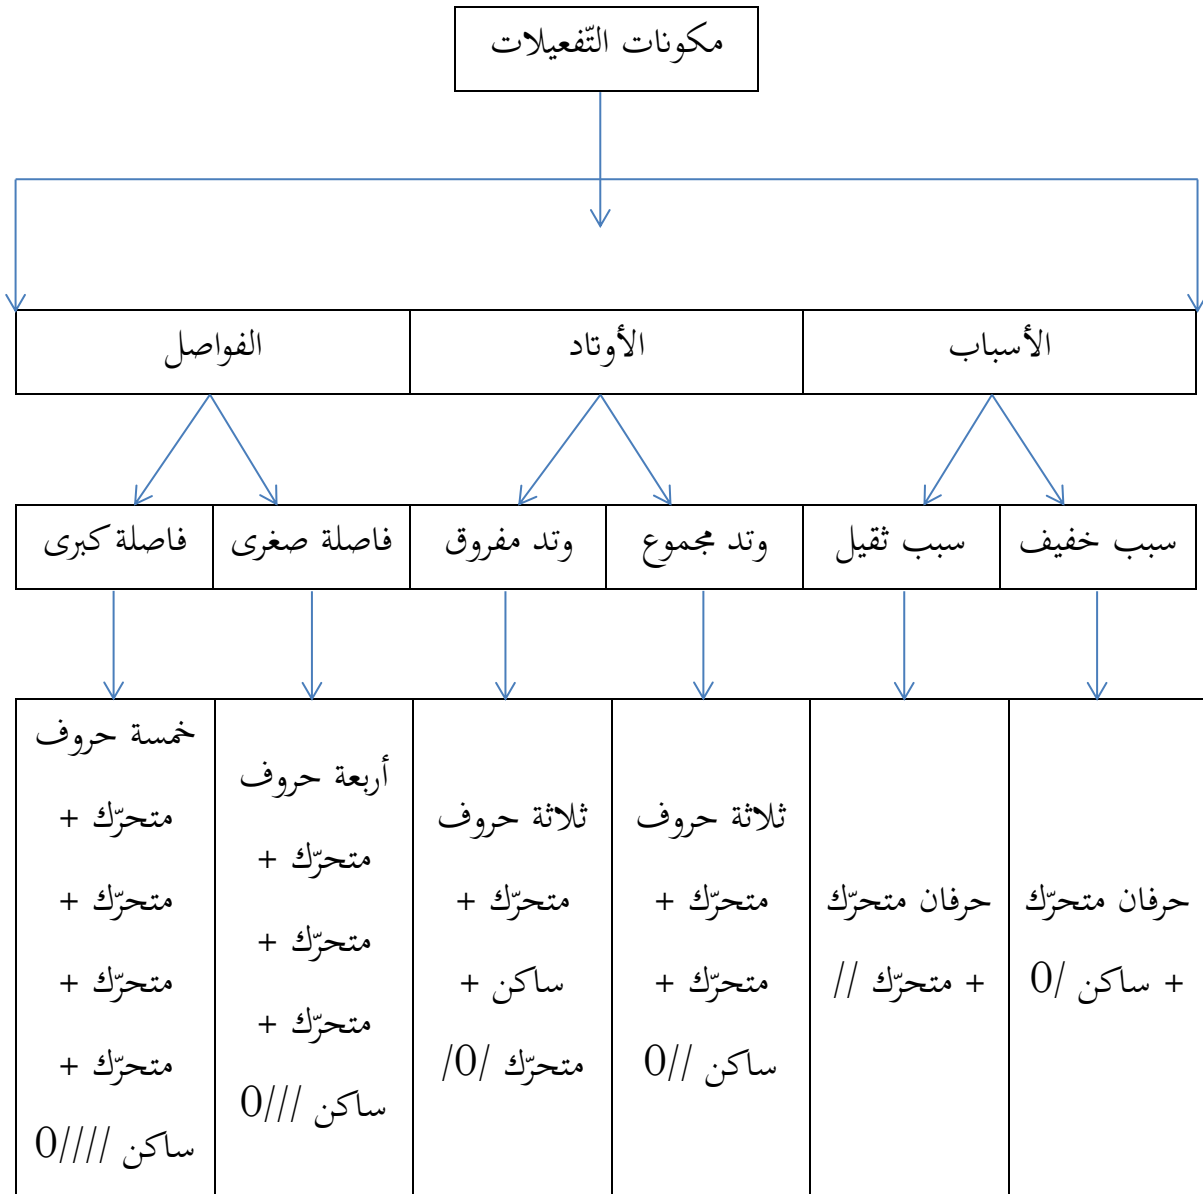 مكونات التّفعيلات
الأسباب
الأوتاد
الفواصل
سبب خفيف
سبب ثقيل
وتد مجموع
وتد مفروق
فاصلة صغرى
فاصلة كبرى
حرفان متحرّك
+ ساكن /0
حرفان متحرّك
+ متحرّك //
ثلاثة حروف
متحرّك +
متحرّك +
ساكن //0
ثلاثة حروف
متحرّك +
ساكن +
متحرّك /0/
أربعة حروف
متحرّك +
متحرّك +
متحرّك +
ساكن ///0
خمسة حروف
متحرّك +
متحرّك +
متحرّك +
متحرّك +
ساكن ////0